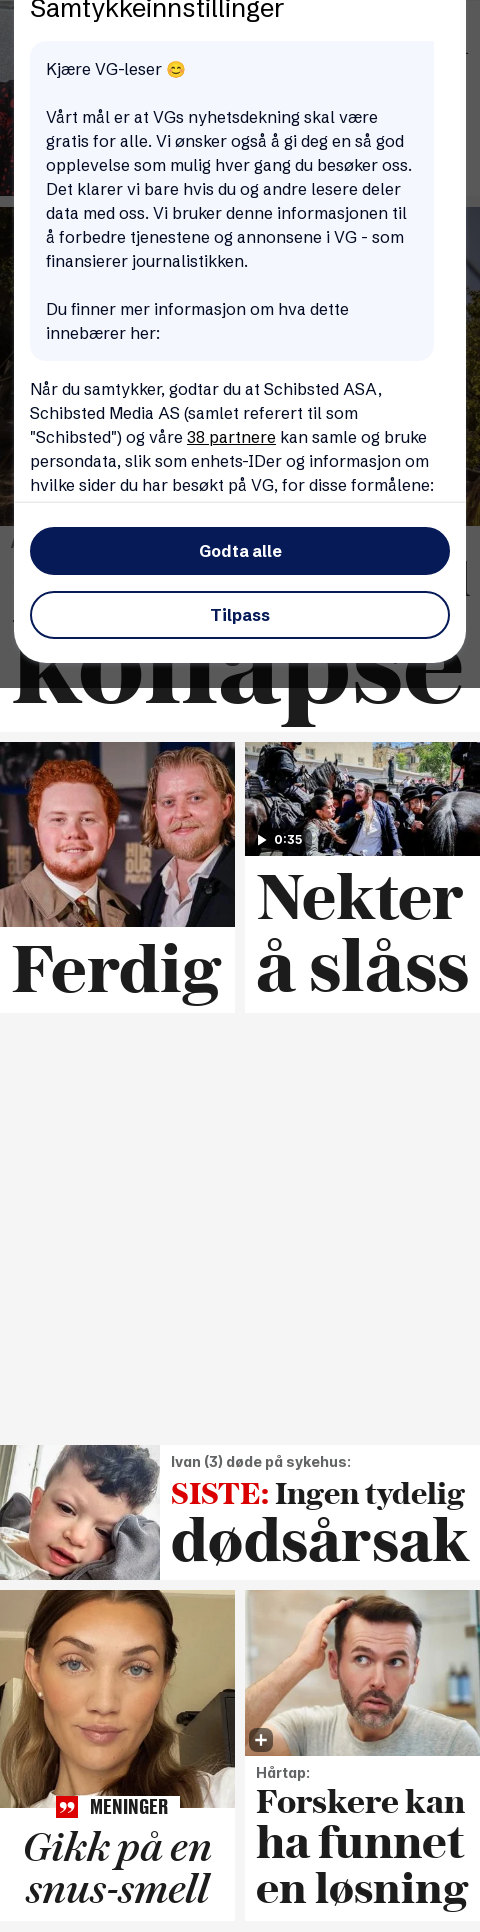 Samtykkeinnstillinger
Kjære VG-leser 😊
Vårt mål er at VGs nyhetsdekning skal være
gratis for alle. Vi ønsker også å gi deg en så god
opplevelse som mulig hver gang du besøker oss.
Det klarer vi bare hvis du og andre lesere deler
data med oss. Vi bruker denne informasjonen til
å forbedre tjenestene og annonsene i VG - som
finansierer journalistikken.
Du finner mer informasjon om hva dette
innebærer her:
Når du samtykker, godtar du at Schibsted ASA,
Schibsted Media AS (samlet referert til som
"Schibsted") og våre 38 partnere kan samle og bruke
persondata, slik som enhets-IDer og informasjon om
hvilke sider du har besøkt på VG, for disse formålene:
Godta alle
Tilpass
kollapse
0:35
Ferdig
Nekter
å slåss
Ivan (3) døde på sykehus:
SISTE: Ingen tydelig
dødsårsak
MENINGER
Gikk på en
snus-smell
Hårtap:
Forskere kan
ha funnet
en løsning